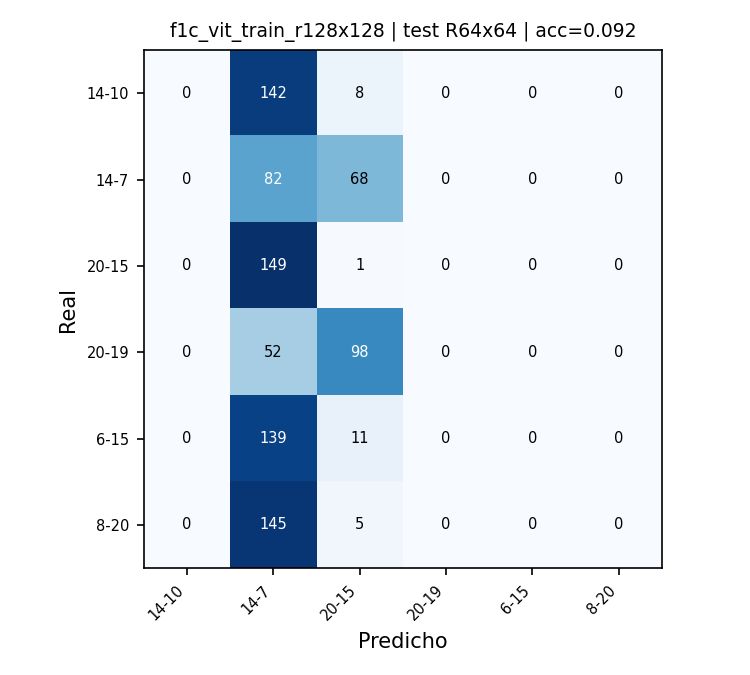 f1c_vit_train_r128x128 | test R64x64 | acc=0.092
14-10 0 142 8 0 0 0
14-7 0 82 68 0 0 0
20-15 0 149 1 0 0 0
20-19 0 52 98 0 0 0
6-15 0 139 11 0 0 0
8-20 0 145 5 0 0 0
Real
14-10 14-7 20-15 20-19 6-15 8-20
Predicho